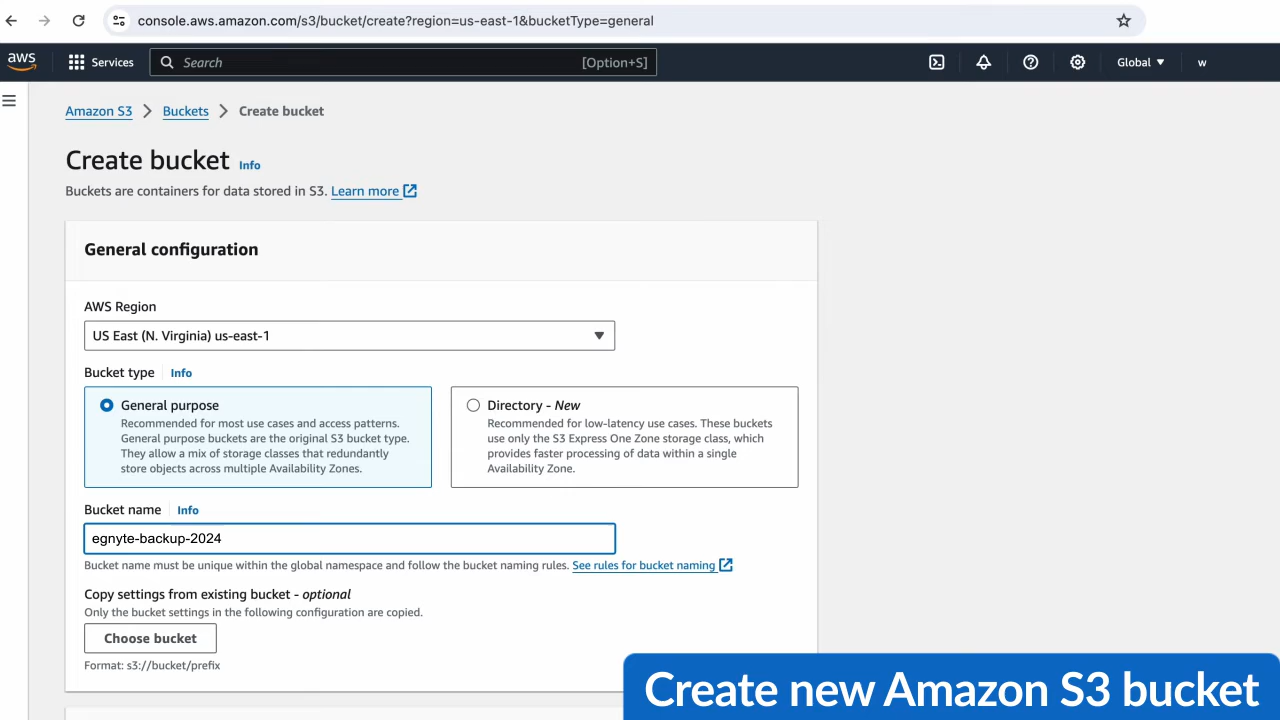 console.aws.amazon.com/s3/bucket/create?region=us-east-1&bucketType=general
aws
Services
Search
[Option+S]
Global
w
Amazon S3
Buckets
Create bucket
Create bucket
Info
Buckets are containers for data stored in S3. Learn more
General configuration
AWS Region
US East (N. Virginia) us-east-1
Bucket type
Info
General purpose
Recommended for most use cases and access patterns.
General purpose buckets are the original S3 bucket type.
They allow a mix of storage classes that redundantly
store objects across multiple Availability Zones.
Directory - New
Recommended for low-latency use cases. These buckets
use only the S3 Express One Zone storage class, which
provides faster processing of data within a single
Availability Zone.
Bucket name
Info
egnyte-backup-2024
Bucket name must be unique within the global namespace and follow the bucket naming rules. See rules for bucket naming
Copy settings from existing bucket - optional
Only the bucket settings in the following configuration are copied.
Choose bucket
Format: s3://bucket/prefix
Create new Amazon S3 bucket